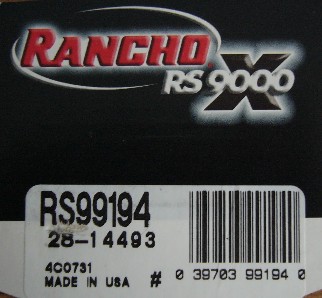 RANCHO
RS 9000 X
RS99194
28-14493
4C0731
MADE IN USA # 0 39703 99194 0